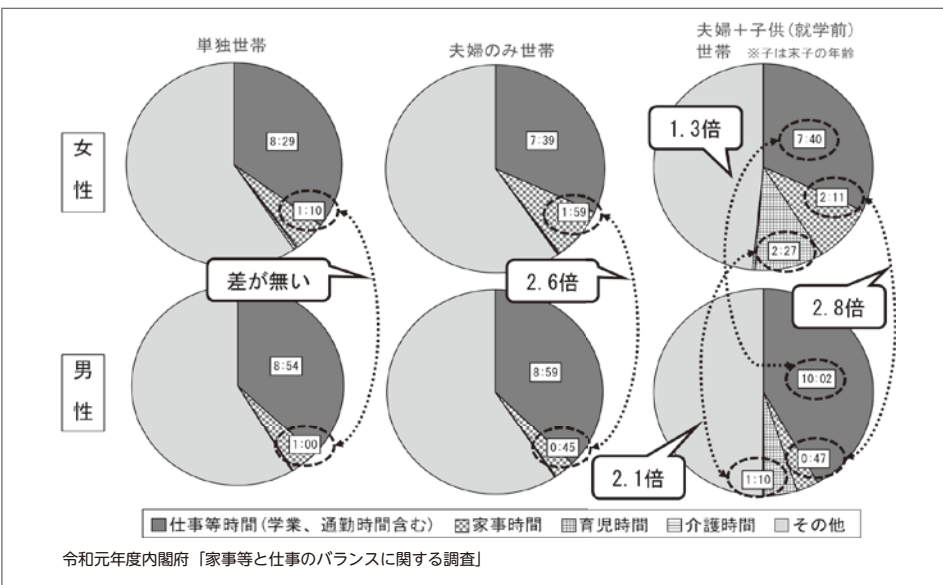 単独世帯
夫婦のみ世帯
夫婦＋子供(就学前)
世帯 ※子は末子の年齢
女性
8:29
1:10
7:39
1:59
1.3倍
7:40
2:11
2:27
差が無い
2.6倍
2.8倍
男性
8:54
1:00
8:59
0:45
10:02
0:47
1:10
2.1倍
仕事等時間(学業、通勤時間含む) 家事時間 育児時間 介護時間 その他
令和元年度内閣府「家事等と仕事のバランスに関する調査」